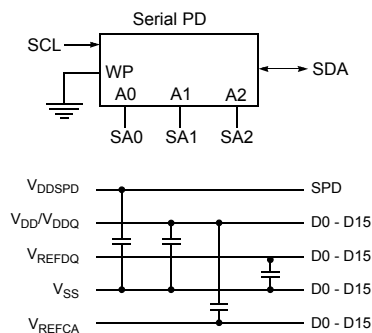 Serial PD
SCL
WP
SDA
A0 A1 A2
SA0 SA1 SA2
VDDSPD SPD
VDD/VDDQ D0 - D15
VREFDQ D0 - D15
VSS D0 - D15
VREFCA D0 - D15